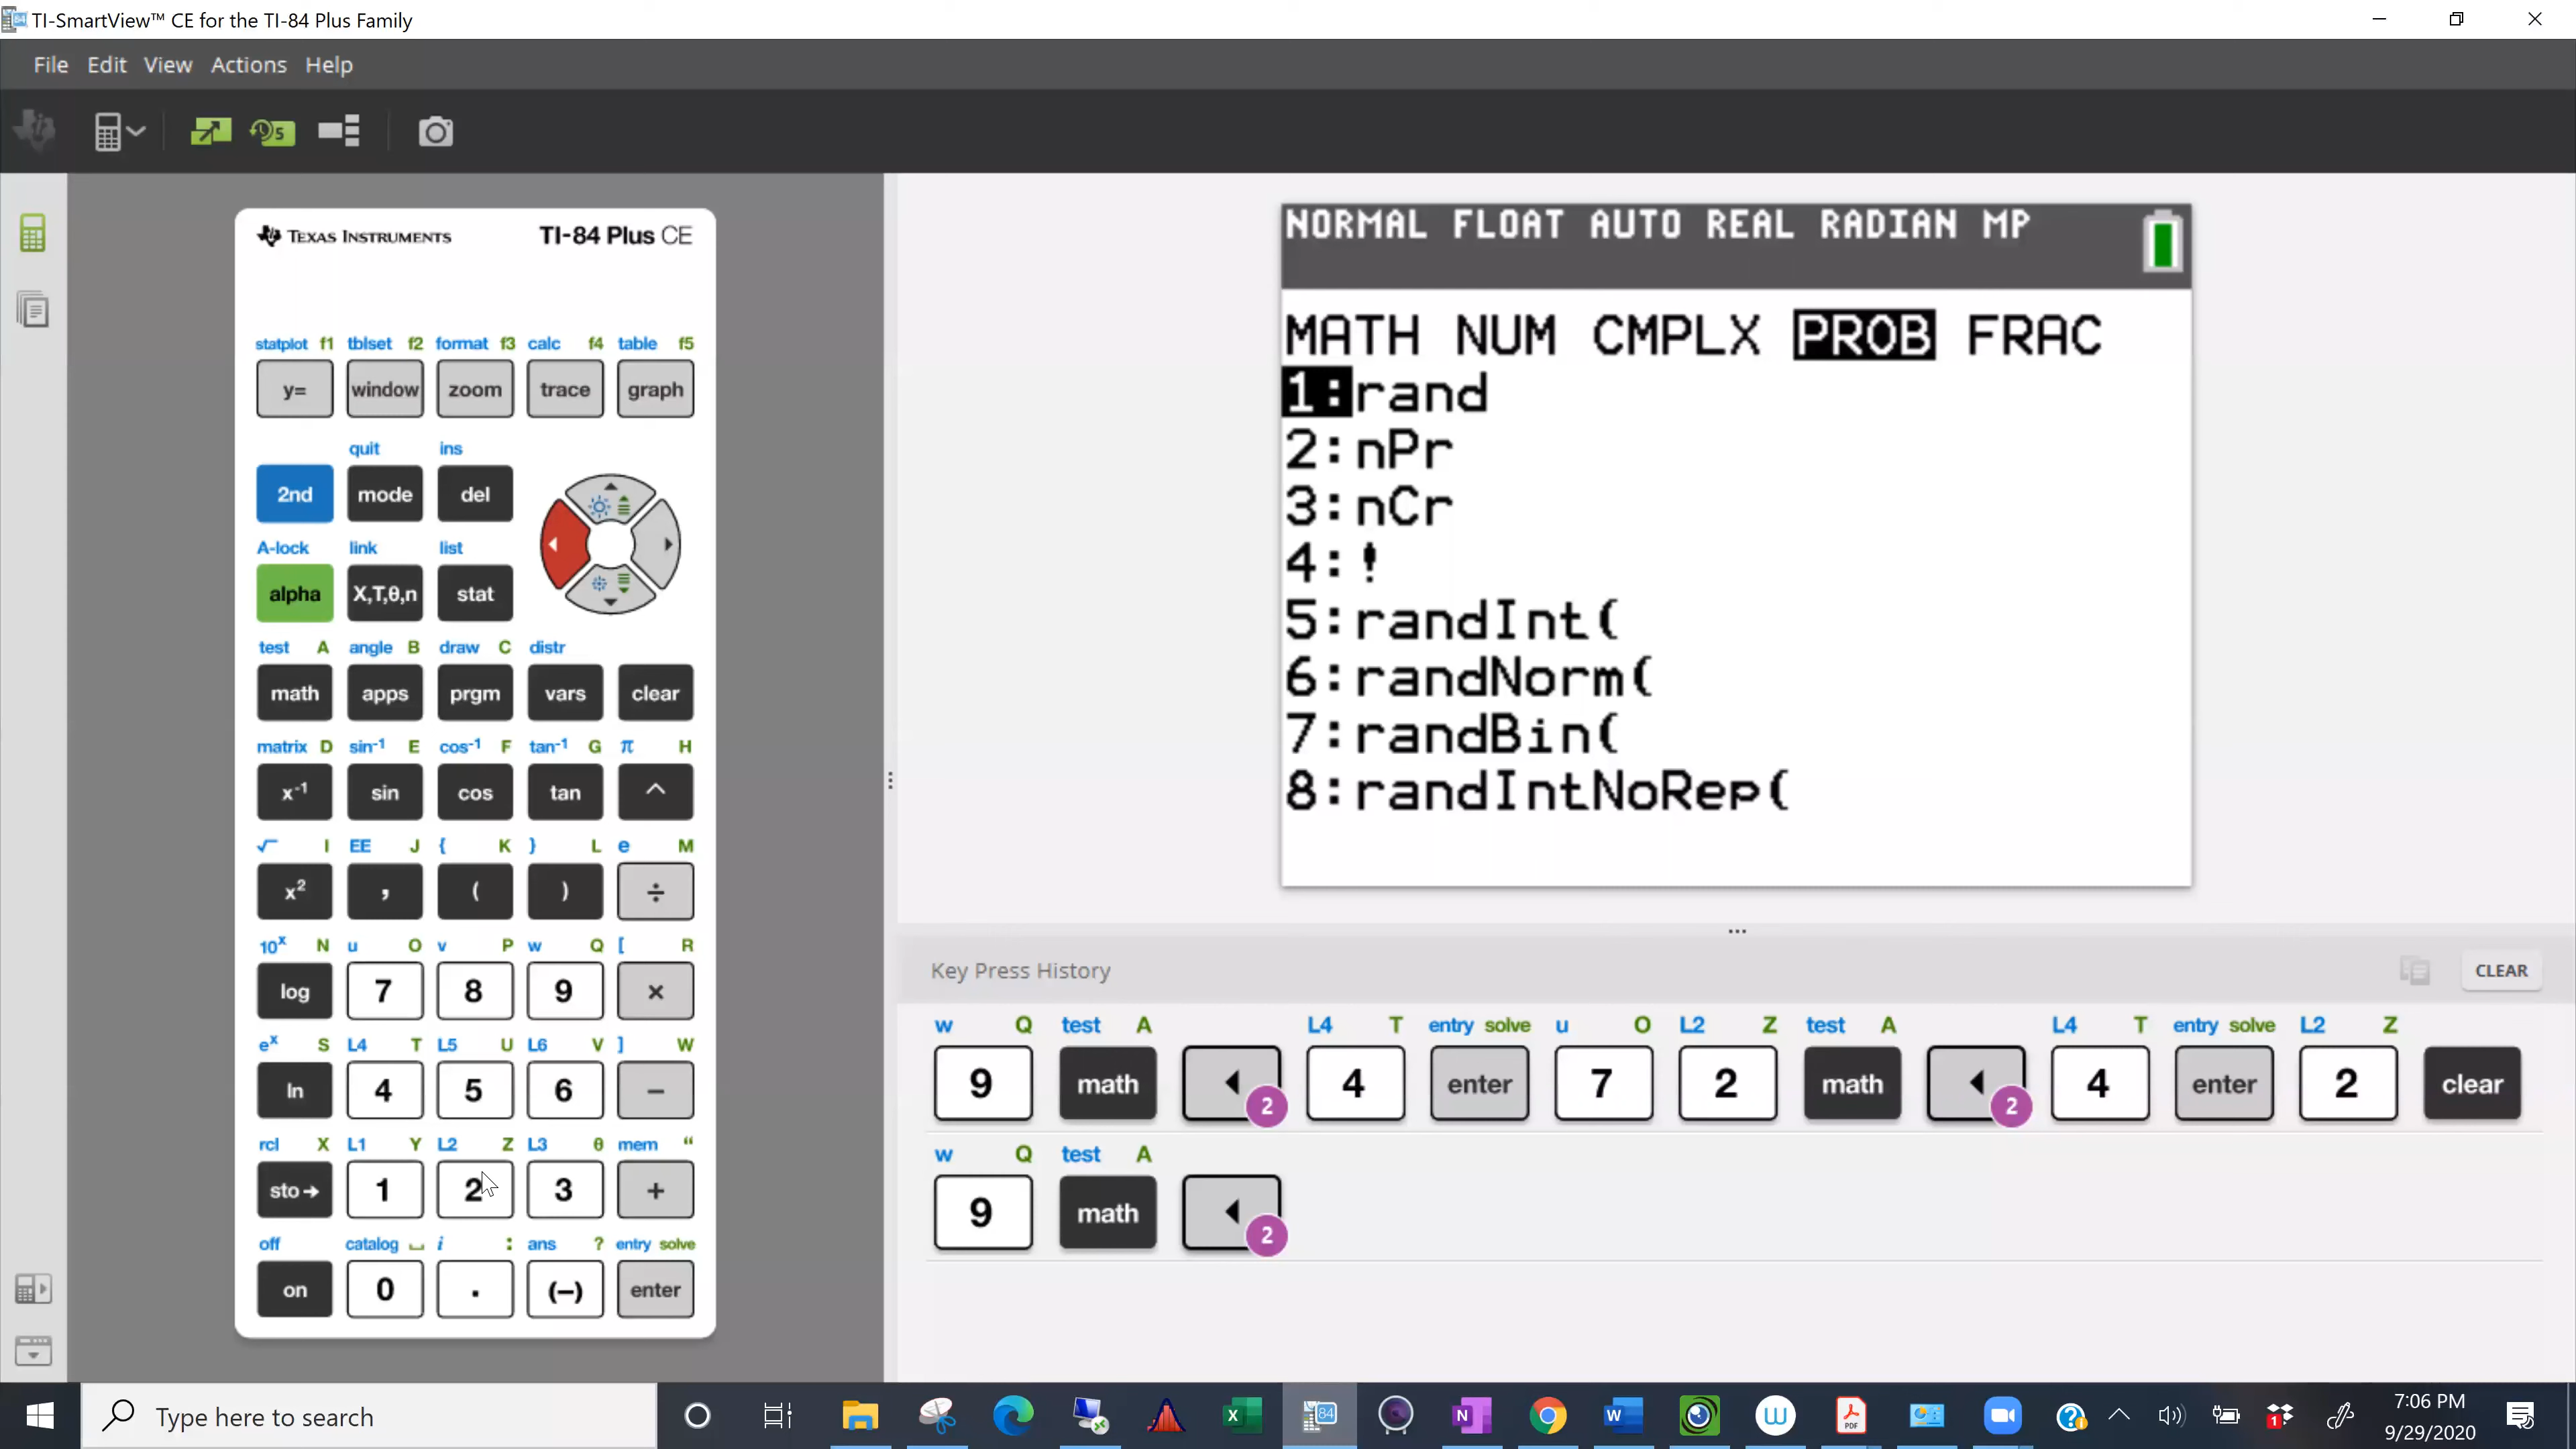 TI-SmartView™ CE for the TI-84 Plus Family
File Edit View Actions Help
TEXAS INSTRUMENTS TI-84 Plus CE
statplot f1 tblset f2 format f3 calc f4 table f5
y= window zoom trace graph
quit ins
2nd mode del
A-lock link list
alpha X,T,θ,n stat
test A angle B draw C distr
math apps prgm vars clear
matrix D sin⁻¹ E cos⁻¹ F tan⁻¹ G π H
x⁻¹ sin cos tan ^
√ I EE J { K } L e M
x² , ( ) ÷
10ˣ N u O v P w Q [ R
log 7 8 9 ×
eˣ S L4 T L5 U L6 V ] W
ln 4 5 6 −
rcl X L1 Y L2 Z L3 θ mem “
sto→ 1 2 3 +
off catalog ⎵ i : ans ? entry solve
on 0 . (−) enter
NORMAL FLOAT AUTO REAL RADIAN MP
MATH NUM CMPLX PROB FRAC
1:rand
2:nPr
3:nCr
4:!
5:randInt(
6:randNorm(
7:randBin(
8:randIntNoRep(
Key Press History CLEAR
w Q test A L4 T entry solve u O L2 Z test A L4 T entry solve L2 Z
9 math 2 4 enter 7 2 math 2 4 enter 2 clear
w Q test A
9 math 2
Type here to search
7:06 PM
9/29/2020